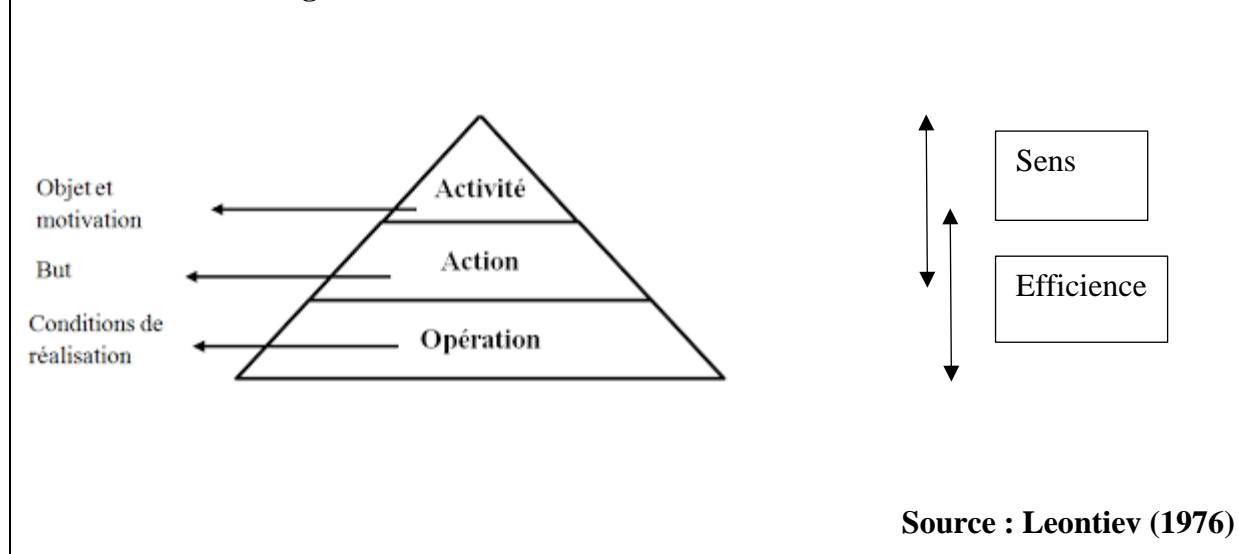 Objet et
motivation
Activité
But
Action
Conditions de
réalisation
Opération
Sens
Efficience
Source : Leontiev (1976)